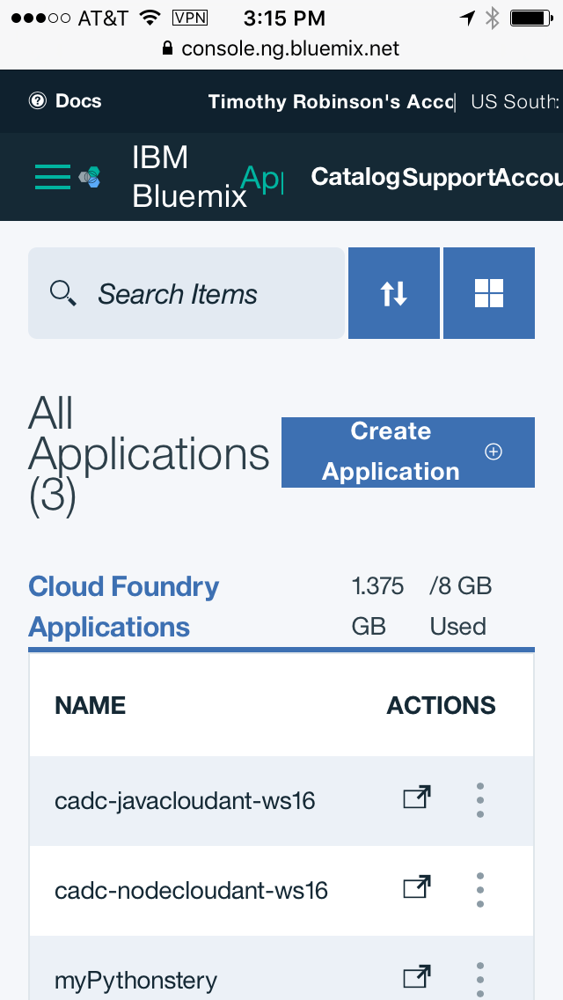 AT&T VPN 3:15 PM
console.ng.bluemix.net
Docs Timothy Robinson's Acco US South:
IBM Bluemix Ap Catalog Support Accou
Search Items
All
Applications
(3)
Create
Application
Cloud Foundry
Applications
1.375 GB
/8 GB Used
NAME ACTIONS
cadc-javacloudant-ws16
cadc-nodecloudant-ws16
myPythonstery